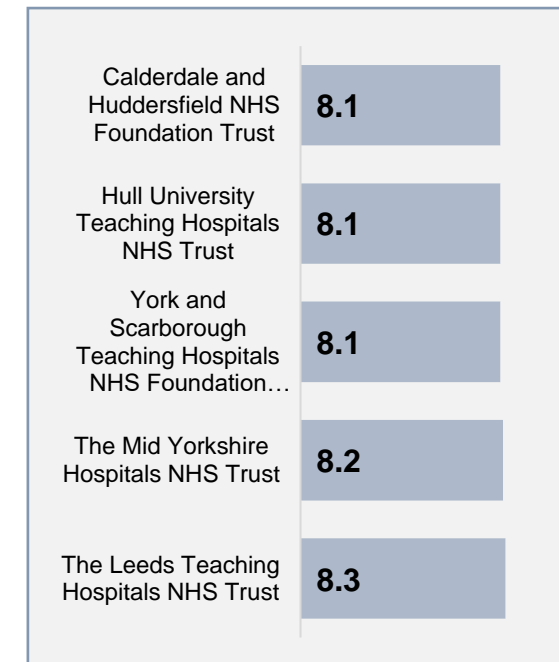 Calderdale and
Huddersfield NHS
Foundation Trust
8.1
Hull University
Teaching Hospitals
NHS Trust
8.1
York and
Scarborough
Teaching Hospitals
NHS Foundation…
8.1
The Mid Yorkshire
Hospitals NHS Trust
8.2
The Leeds Teaching
Hospitals NHS Trust
8.3